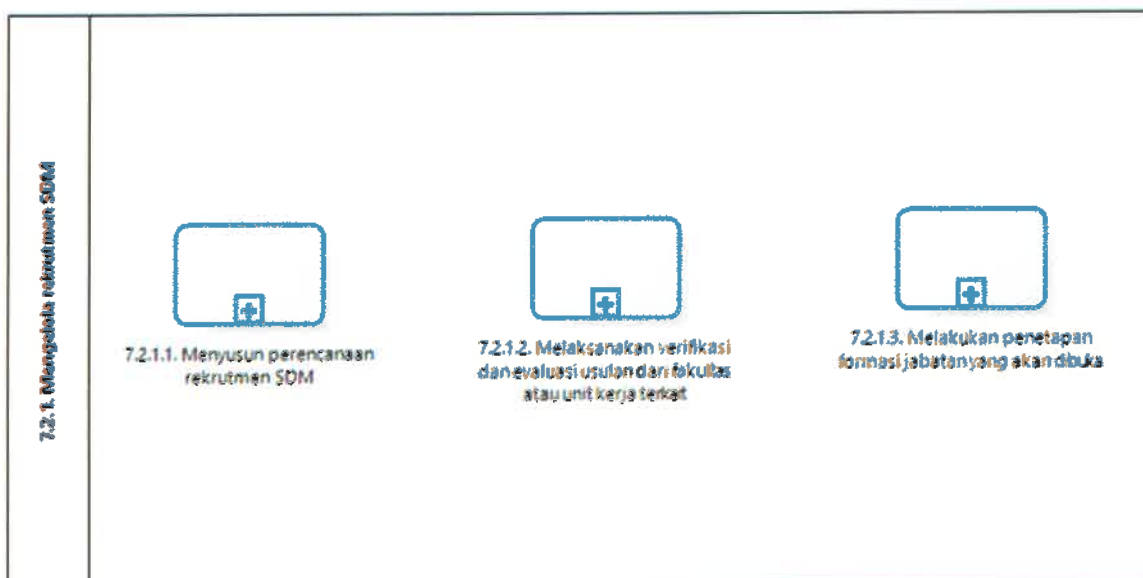 7.2.1. Mengelola rekrutmen SDM
7.2.1.1. Menyusun perencanaan
rekrutmen SDM
7.2.1.2. Melaksanakan verifikasi
dan evaluasi usulan dari fakultas
atau unit kerja terkait
7.2.1.3. Melakukan penetapan
formasi jabatan yang akan dibuka